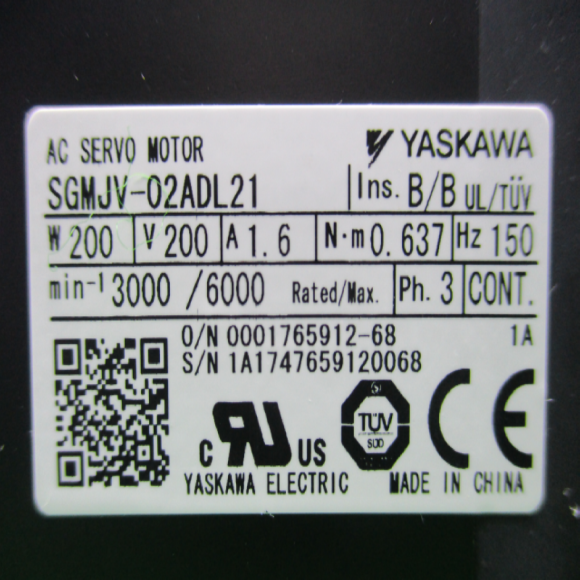 AC SERVO MOTOR YASKAWA
SGMJV-02ADL21 Ins. B/B UL/TÜV
W 200 V 200 A 1.6 N·m 0.637 Hz 150
min-1 3000 /6000 Rated/Max. Ph. 3 CONT.
O/N 0001765912-68 1A
S/N 1A1747659120068
C UR US TÜV SÜD CE
YASKAWA ELECTRIC MADE IN CHINA